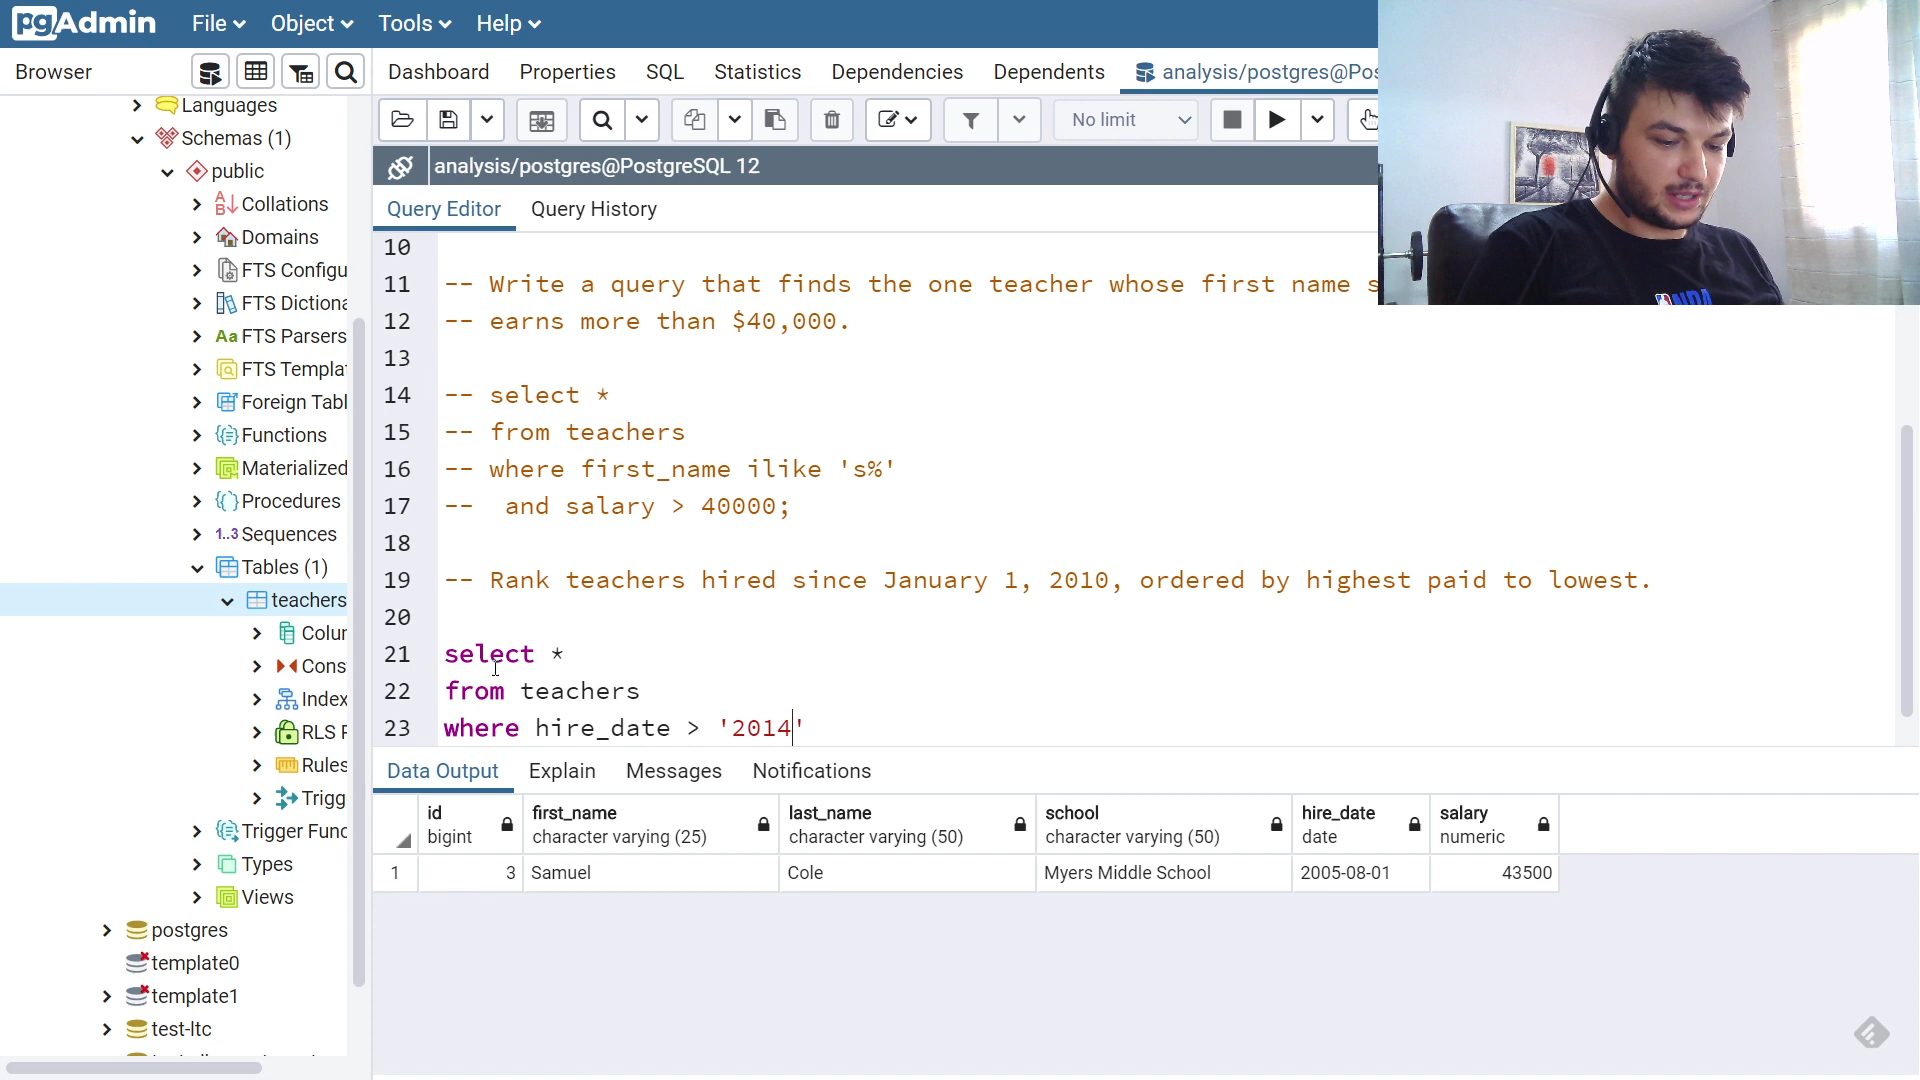 pgAdmin
File
Object
Tools
Help
Browser
Dashboard
Properties
SQL
Statistics
Dependencies
Dependents
analysis/postgres@Pos
No limit
analysis/postgres@PostgreSQL 12
Query Editor
Query History
Languages
Schemas (1)
public
Collations
Domains
FTS Configu
FTS Dictiona
Aa FTS Parsers
FTS Templat
Foreign Tabl
Functions
Materialized
Procedures
1..3 Sequences
Tables (1)
teachers
Colur
Cons
Index
RLS P
Rules
Trigg
Trigger Func
Types
Views
postgres
template0
template1
test-ltc
10
11 -- Write a query that finds the one teacher whose first name s
12 -- earns more than $40,000.
13
14 -- select *
15 -- from teachers
16 -- where first_name ilike 's%'
17 --  and salary > 40000;
18
19 -- Rank teachers hired since January 1, 2010, ordered by highest paid to lowest.
20
21 select *
22 from teachers
23 where hire_date > '2014'
Data Output
Explain
Messages
Notifications
id first_name last_name school hire_date salary
bigint character varying (25) character varying (50) character varying (50) date numeric
1 3 Samuel Cole Myers Middle School 2005-08-01 43500